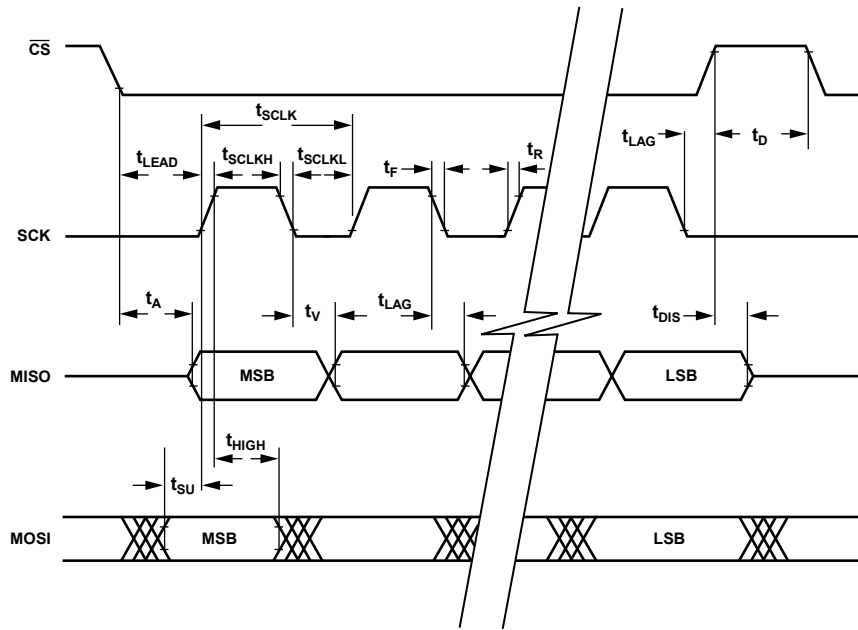 CS
tSCLK
tLEAD
tSCLKH
tSCLKL
tF
tR
tLAG
tD
SCK
tA
tV
tLAG
tDIS
MISO
MSB
LSB
tHIGH
tSU
MOSI
MSB
LSB